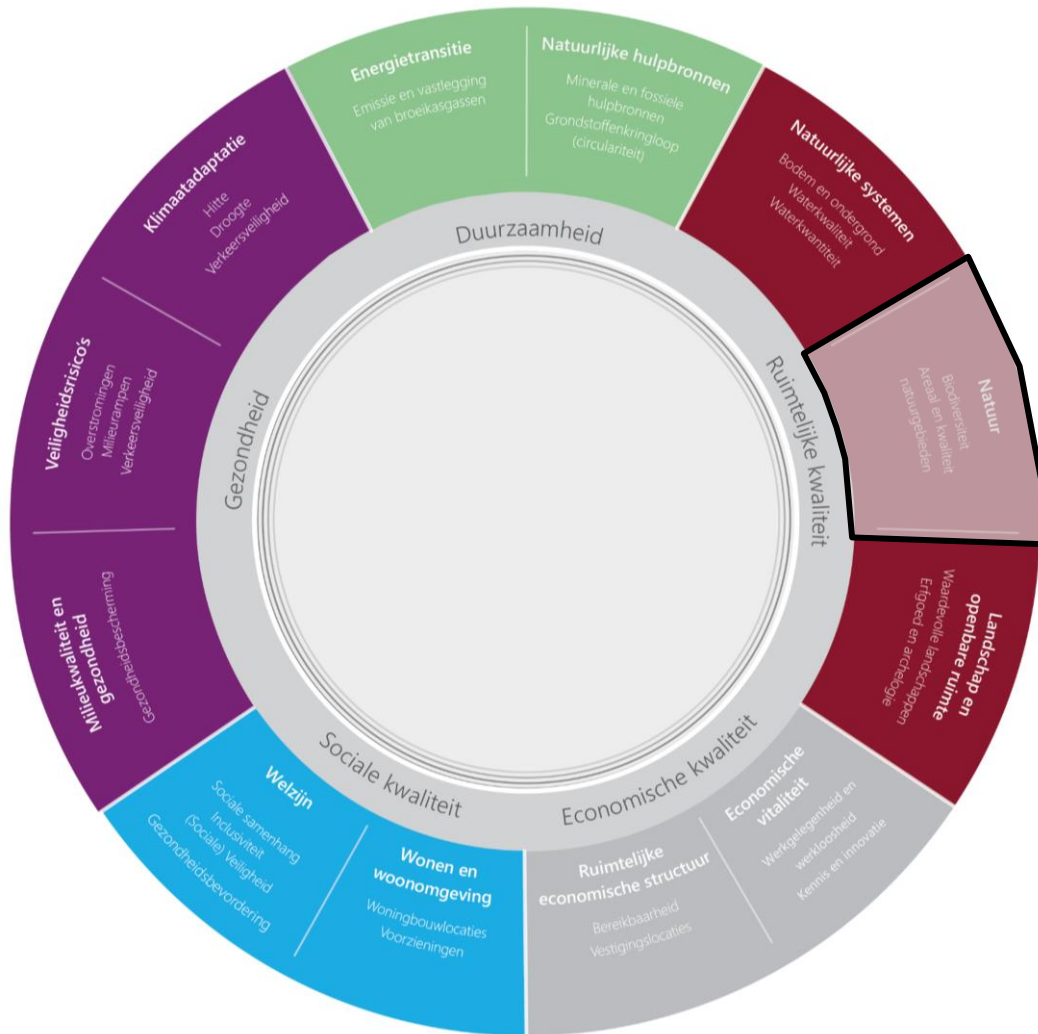 Energietransitie
Emissie en vastlegging
van broeikasgassen
Natuurlijke hulpbronnen
Minerale en fossiele
hulpbronnen
Grondstoffenkringloop
(circulariteit)
Natuurlijke systemen
Bodem en ondergrond
Waterkwaliteit
Waterkwantiteit
Natuur
Biodiversiteit
Areaal en kwaliteit
natuurgebieden
Landschap en
openbare ruimte
Waardevolle landschappen
Erfgoed en archelogie
Economische
vitaliteit
Werkgelegenheid en
werkloosheid
Kennis en innovatie
Ruimtelijke
economische structuur
Bereikbaarheid
Vestigingslocaties
Wonen en
woonomgeving
Woningbouwlocaties
Voorzieningen
Welzijn
Sociale samenhang
Inclusiviteit
(Sociale) Veiligheid
Gezondheidsbevordering
Milieukwaliteit en
gezondheid
Gezondheidsbescherming
Veiligheidsrisico's
Overstromingen
Milieurampen
Verkeersveiligheid
Klimaatadaptatie
Hitte
Droogte
Verkeersveiligheid
Duurzaamheid
Ruimtelijke kwaliteit
Economische kwaliteit
Sociale kwaliteit
Gezondheid